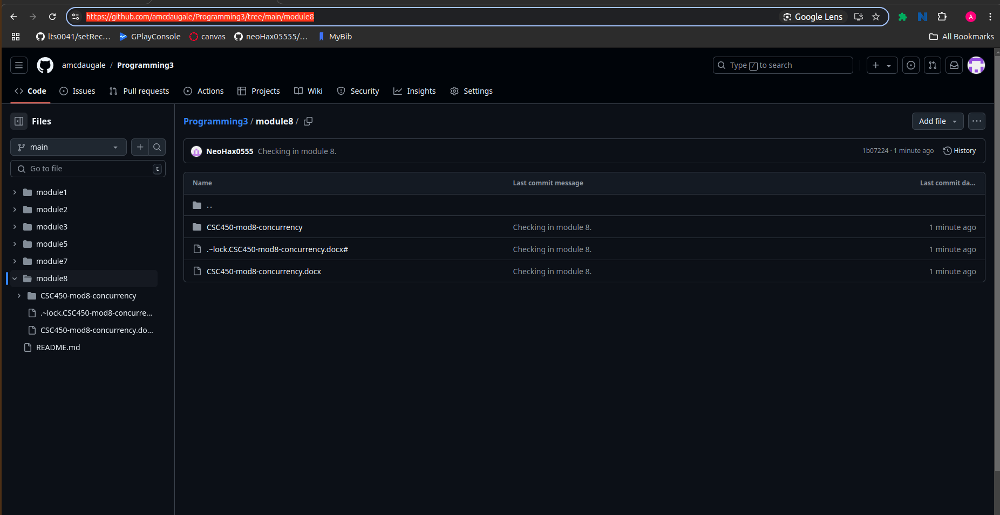 https://github.com/amcdaugale/Programming3/tree/main/module8
Google Lens
A
lts0041/setRec...
GPlayConsole
canvas
neoHax05555/...
MyBib
All Bookmarks
amcdaugale / Programming3
Type / to search
Code
Issues
Pull requests
Actions
Projects
Wiki
Security
Insights
Settings
Files
main
Go to file
t
module1
module2
module3
module5
module7
module8
CSC450-mod8-concurrency
.~lock.CSC450-mod8-concurre...
CSC450-mod8-concurrency.do...
README.md
Programming3 / module8 /
Add file
NeoHax0555 Checking in module 8.
1b07224 · 1 minute ago
History
Name Last commit message Last commit da...
..
CSC450-mod8-concurrency Checking in module 8. 1 minute ago
.~lock.CSC450-mod8-concurrency.docx# Checking in module 8. 1 minute ago
CSC450-mod8-concurrency.docx Checking in module 8. 1 minute ago